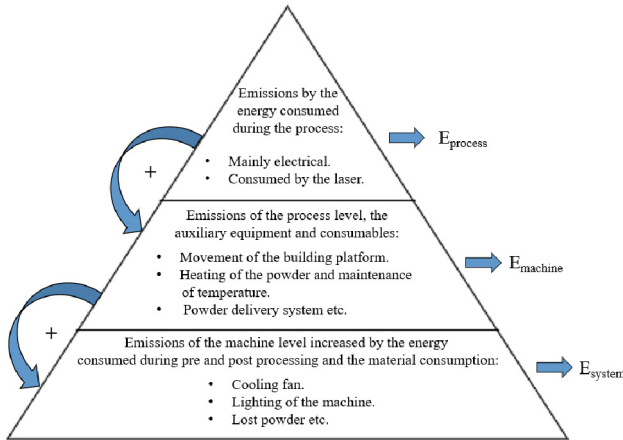 Emissions by the
energy consumed
during the process:
• Mainly electrical.
• Consumed by the laser.
E process
+
Emissions of the process level, the
auxiliary equipment and consumables:
• Movement of the building platform.
• Heating of the powder and maintenance
of temperature.
• Powder delivery system etc.
E machine
+
Emissions of the machine level increased by the energy
consumed during pre and post processing and the material consumption:
• Cooling fan.
• Lighting of the machine.
• Lost powder etc.
E system